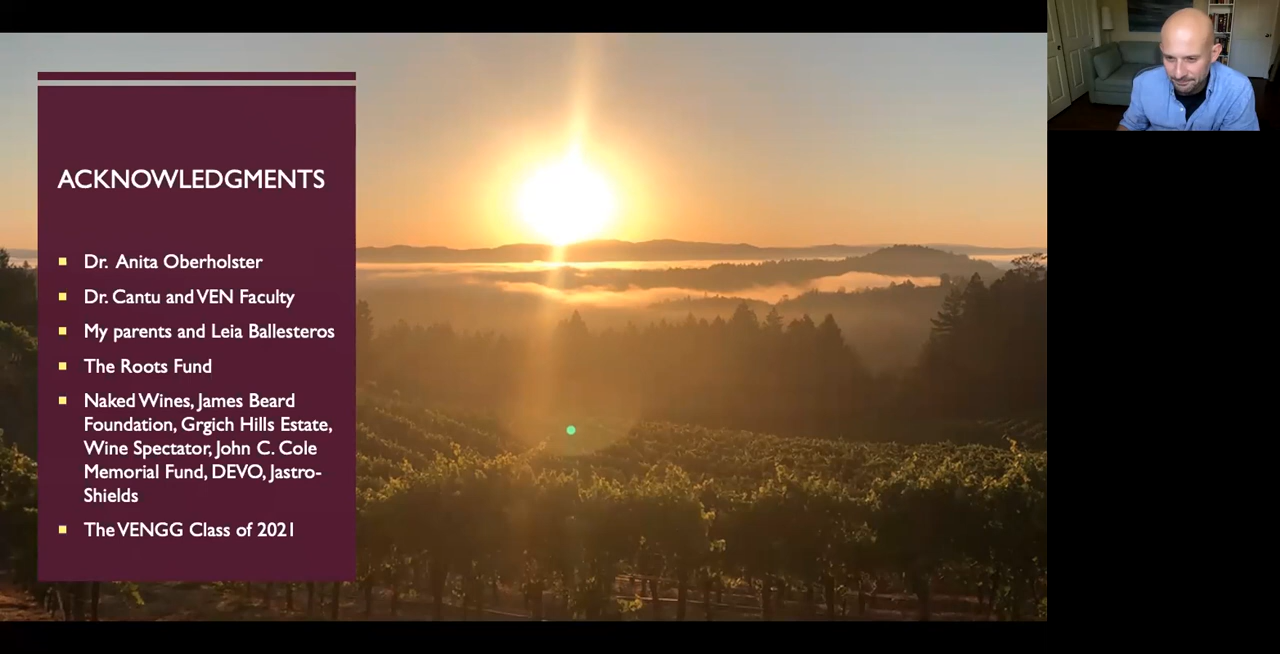 ACKNOWLEDGMENTS
Dr. Anita Oberholster
Dr. Cantu and VEN Faculty
My parents and Leia Ballesteros
The Roots Fund
Naked Wines, James Beard
Foundation, Grgich Hills Estate,
Wine Spectator, John C. Cole
Memorial Fund, DEVO, Jastro-
Shields
The VENGG Class of 2021